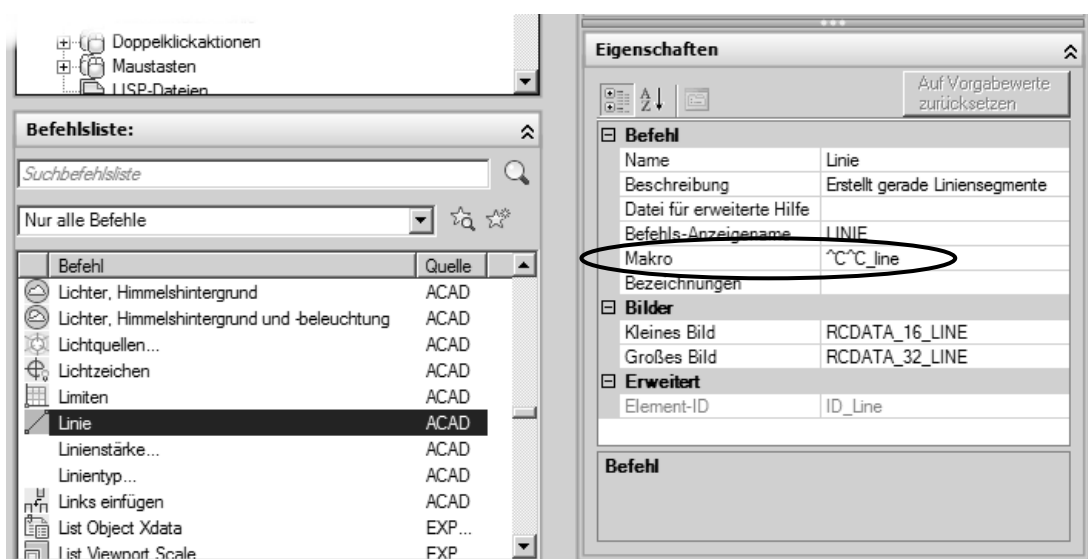 Doppelklickaktionen
Maustasten
LISP-Dateien
Befehlsliste:
Suchbefehlsliste
Nur alle Befehle
Befehl Quelle
Lichter, Himmelshintergrund ACAD
Lichter, Himmelshintergrund und -beleuchtung ACAD
Lichtquellen... ACAD
Lichtzeichen ACAD
Limiten ACAD
Linie ACAD
Linienstärke... ACAD
Linientyp... ACAD
Links einfügen ACAD
List Object Xdata EXP...
List Viewport Scale EXP
Eigenschaften
Auf Vorgabewerte
zurücksetzen
Befehl
Name Linie
Beschreibung Erstellt gerade Liniensegmente
Datei für erweiterte Hilfe
Befehls-Anzeigename LINIE
Makro ^C^C_line
Bezeichnungen
Bilder
Kleines Bild RCDATA_16_LINE
Großes Bild RCDATA_32_LINE
Erweitert
Element-ID ID_Line
Befehl